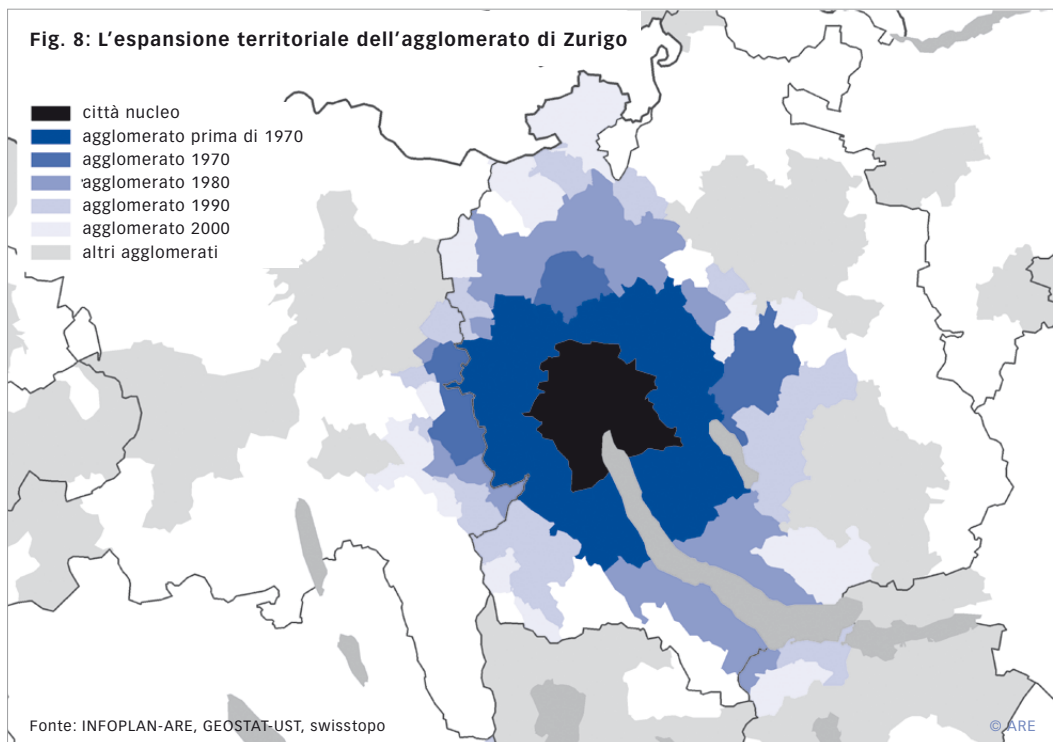 Fig. 8: L'espansione territoriale dell'agglomerato di Zurigo
città nucleo
agglomerato prima di 1970
agglomerato 1970
agglomerato 1980
agglomerato 1990
agglomerato 2000
altri agglomerati
Fonte: INFOPLAN-ARE, GEOSTAT-UST, swisstopo
© ARE